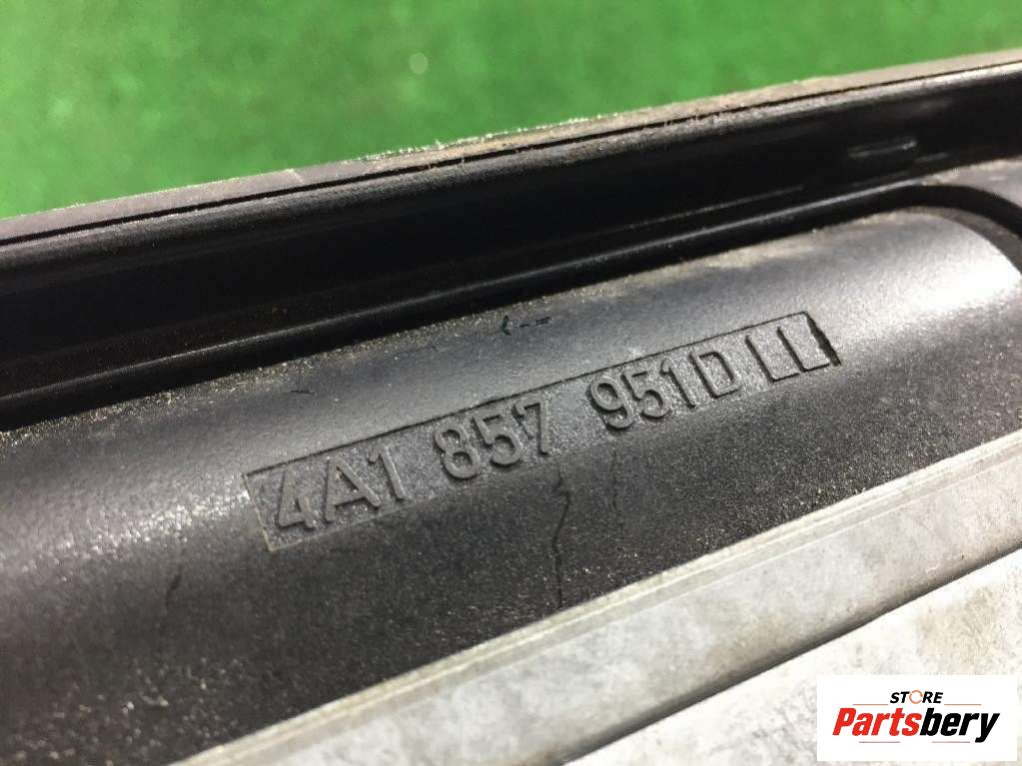 4A1 857 951D LL
STORE
Partsbery